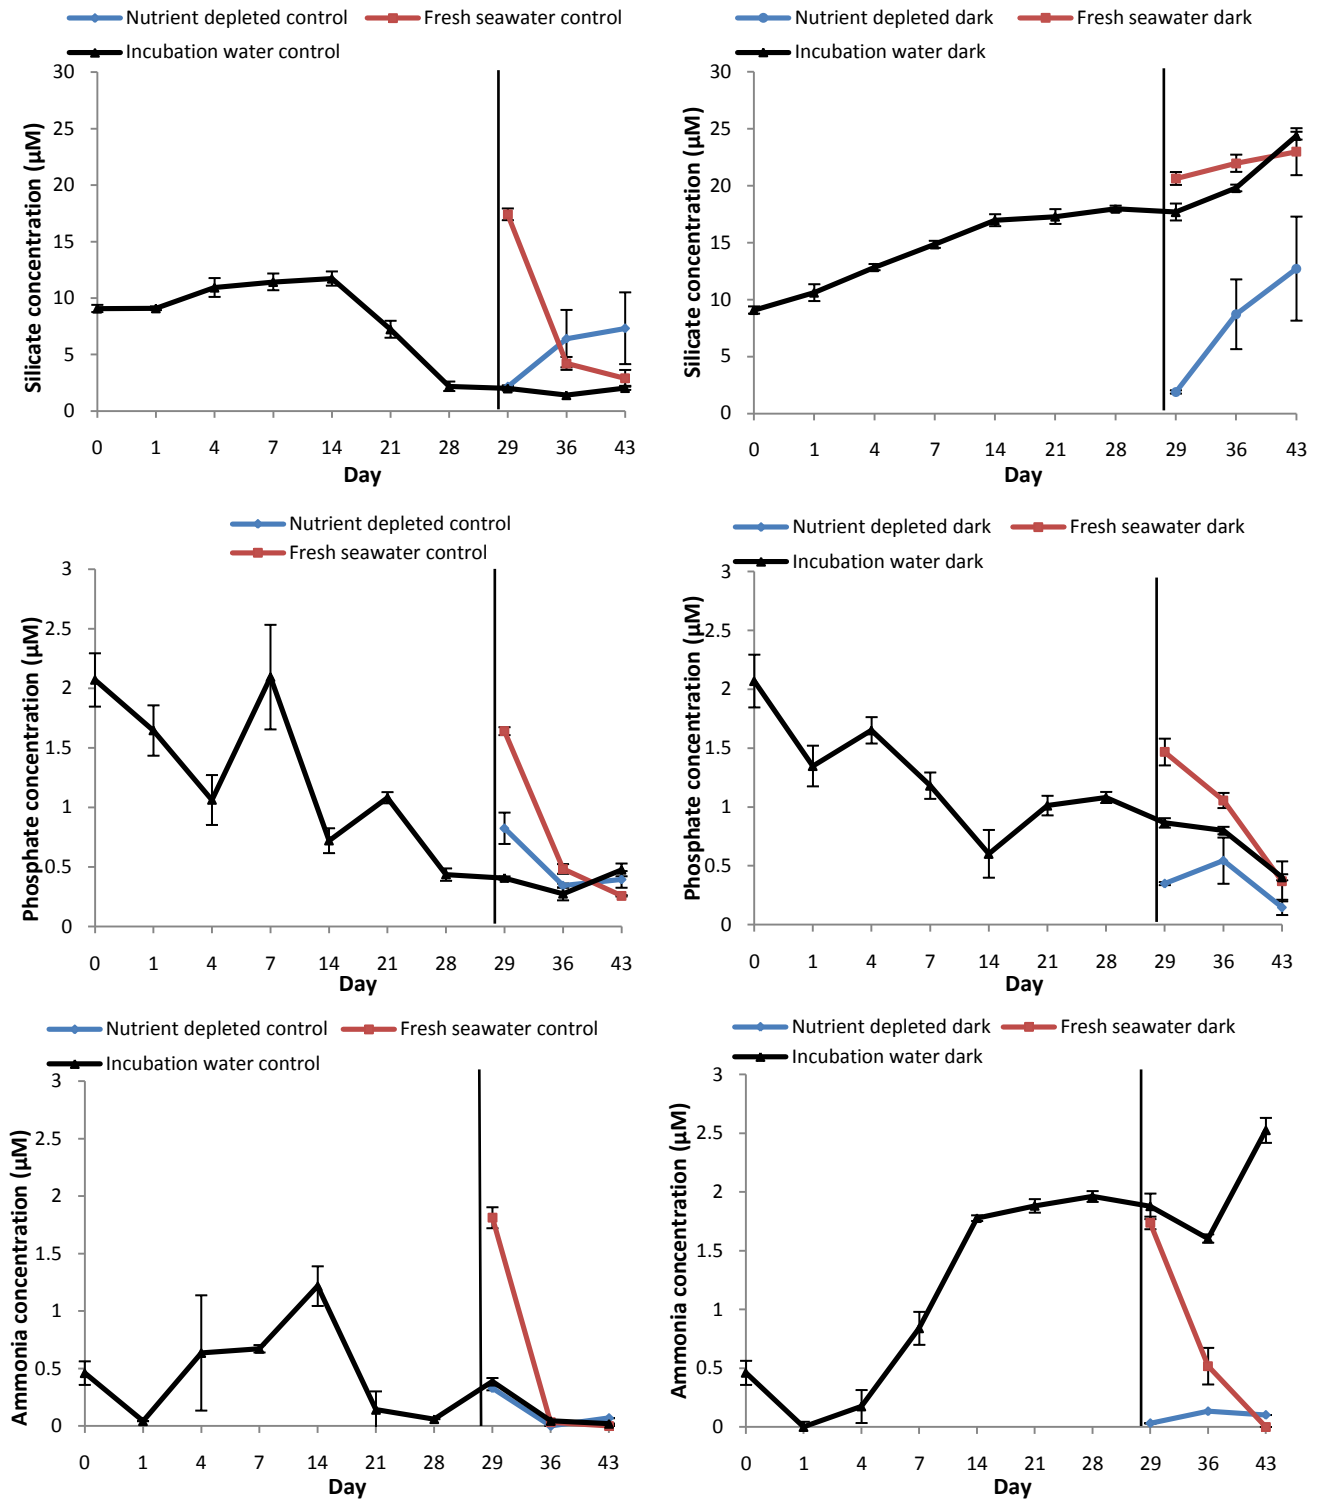 Nutrient depleted control
Fresh seawater control
Incubation water control
30
25
20
15
10
5
0
Silicate concentration (µM)
0 1 4 7 14 21 28 29 36 43
Day
Nutrient depleted dark
Fresh seawater dark
Incubation water dark
30
25
20
15
10
5
0
Silicate concentration (µM)
0 1 4 7 14 21 28 29 36 43
Day
Nutrient depleted control
Fresh seawater control
3
2.5
2
1.5
1
0.5
0
Phosphate concentration (µM)
0 1 4 7 14 21 28 29 36 43
Day
Nutrient depleted dark
Fresh seawater dark
Incubation water dark
3
2.5
2
1.5
1
0.5
0
Phosphate concentration (µM)
0 1 4 7 14 21 28 29 36 43
Day
Nutrient depleted control
Fresh seawater control
Incubation water control
3
2.5
2
1.5
1
0.5
0
Ammonia concentration (µM)
0 1 4 7 14 21 28 29 36 43
Day
Nutrient depleted dark
Fresh seawater dark
Incubation water dark
3
2.5
2
1.5
1
0.5
0
Ammonia concentration (µM)
0 1 4 7 14 21 28 29 36 43
Day